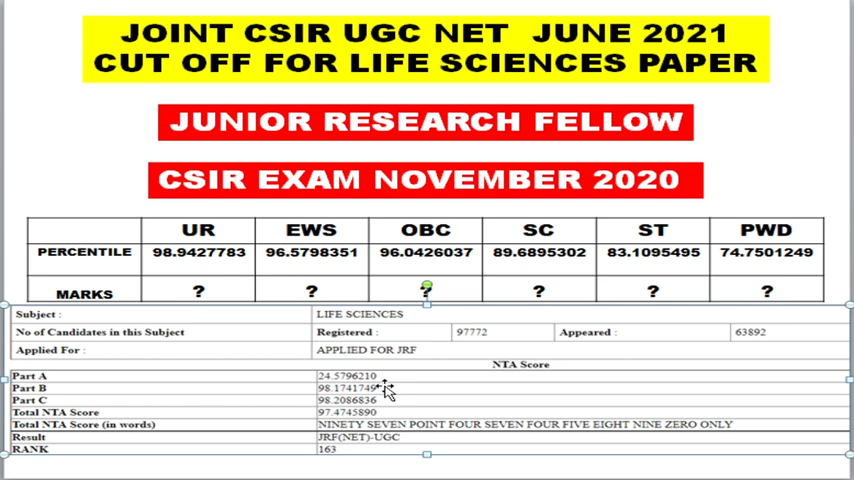 JOINT CSIR UGC NET JUNE 2021
CUT OFF FOR LIFE SCIENCES PAPER
JUNIOR RESEARCH FELLOW
CSIR EXAM NOVEMBER 2020
UR EWS OBC SC ST PWD
PERCENTILE 98.9427783 96.5798351 96.0426037 89.6895302 83.1095495 74.7501249
MARKS ? ? ? ? ? ?
Subject : LIFE SCIENCES
No of Candidates in this Subject Registered : 97772 Appeared : 63892
Applied For : APPLIED FOR JRF
NTA Score
Part A 24.5796210
Part B 98.1741749
Part C 98.2086836
Total NTA Score 97.4745890
Total NTA Score (in words) NINETY SEVEN POINT FOUR SEVEN FOUR FIVE EIGHT NINE ZERO ONLY
Result JRF(NET)-UGC
RANK 163